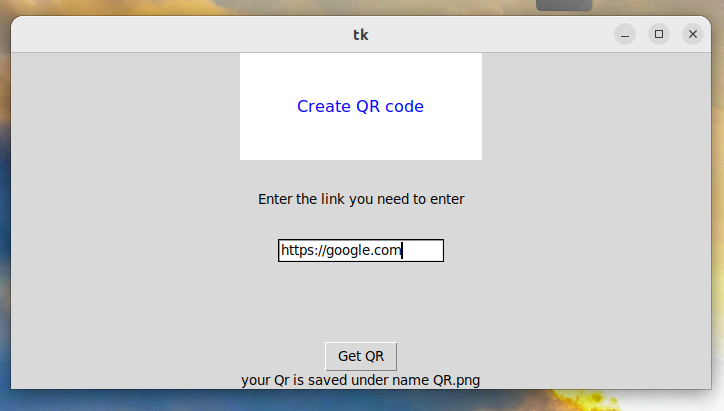 tk
Create QR code
Enter the link you need to enter
https://google.com
Get QR
your Qr is saved under name QR.png